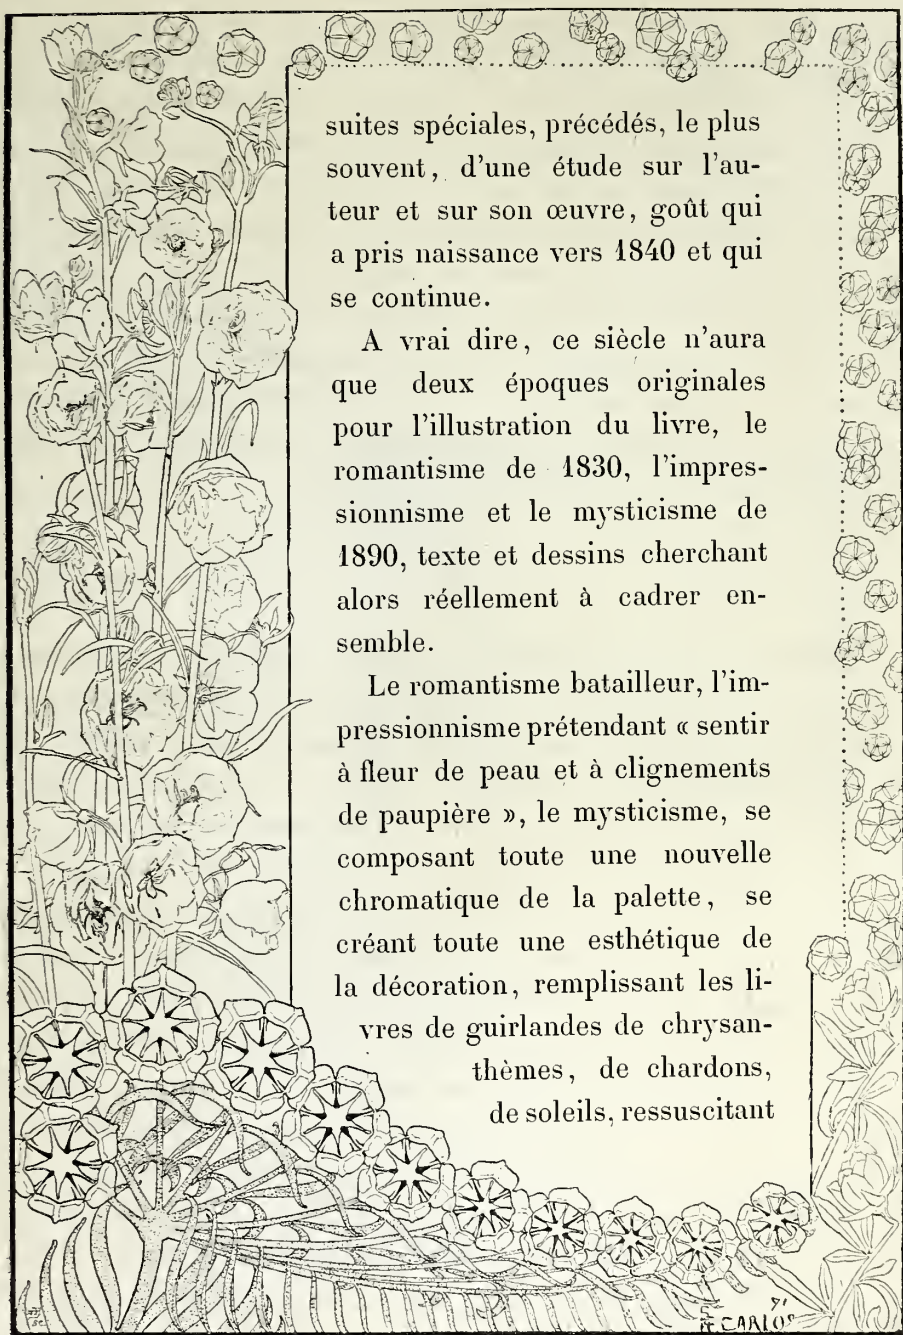 suites spéciales, précédés, le plus
souvent, d'une étude sur l'au-
teur et sur son œuvre, goût qui
a pris naissance vers 1840 et qui
se continue.
A vrai dire, ce siècle n'aura
que deux époques originales
pour l'illustration du livre, le
romantisme de 1830, l'impres-
sionnisme et le mysticisme de
1890, texte et dessins cherchant
alors réellement à cadrer en-
semble.
Le romantisme batailleur, l'im-
pressionnisme prétendant « sentir
à fleur de peau et à clignements
de paupière », le mysticisme, se
composant toute une nouvelle
chromatique de la palette, se
créant toute une esthétique de
la décoration, remplissant les li-
vres de guirlandes de chrysan-
thèmes, de chardons,
de soleils, ressuscitant
CARLOS